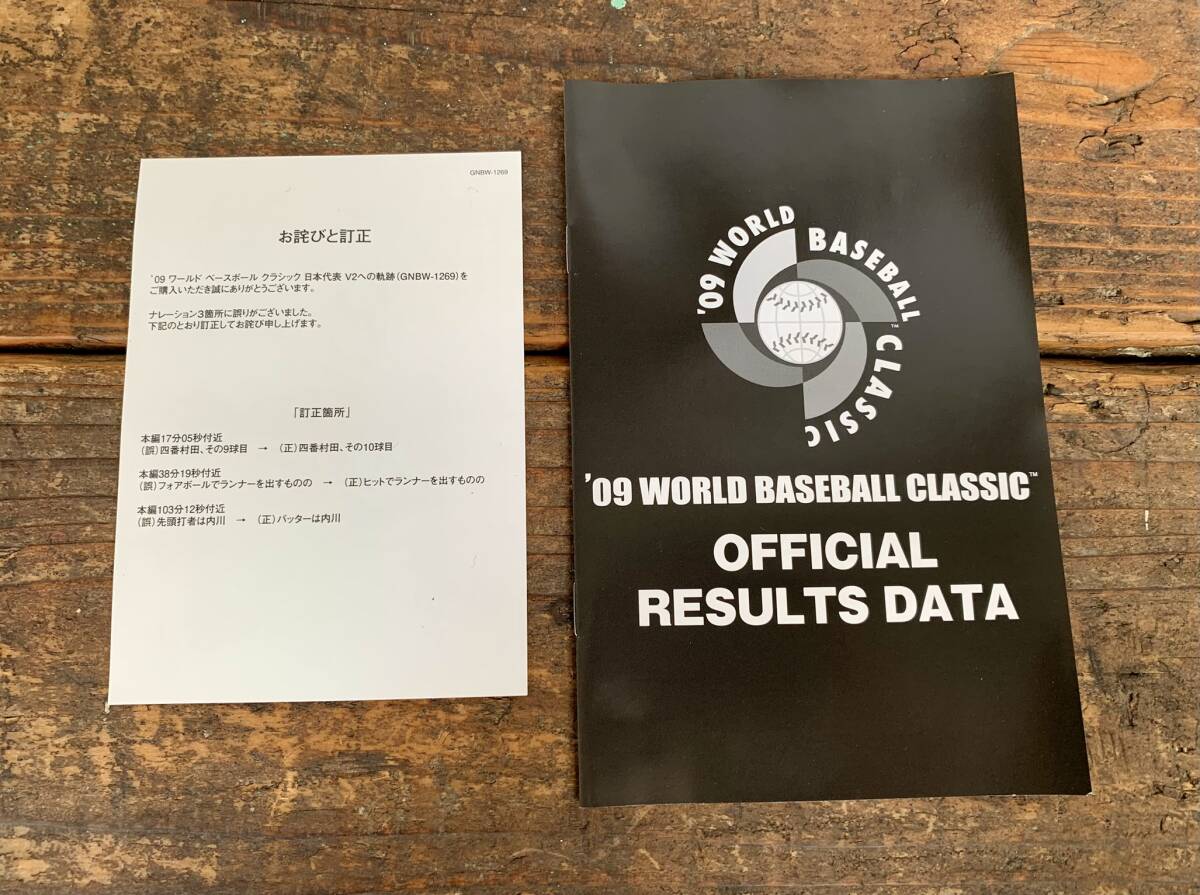 GNBW-1269
お詫びと訂正
'09 ワールド ベースボール クラシック 日本代表 V2への軌跡(GNBW-1269)を
ご購入いただき誠にありがとうございます。
ナレーション3箇所に誤りがございました。
下記のとおり訂正してお詫び申し上げます。
「訂正箇所」
本編17分05秒付近
(誤)四番村田、その9球目 → (正)四番村田、その10球目
本編38分19秒付近
(誤)フォアボールでランナーを出すものの → (正)ヒットでランナーを出すものの
本編103分12秒付近
(誤)先頭打者は内川 → (正)バッターは内川
'09 WORLD BASEBALL CLASSIC™
'09 WORLD BASEBALL CLASSIC™
OFFICIAL
RESULTS DATA